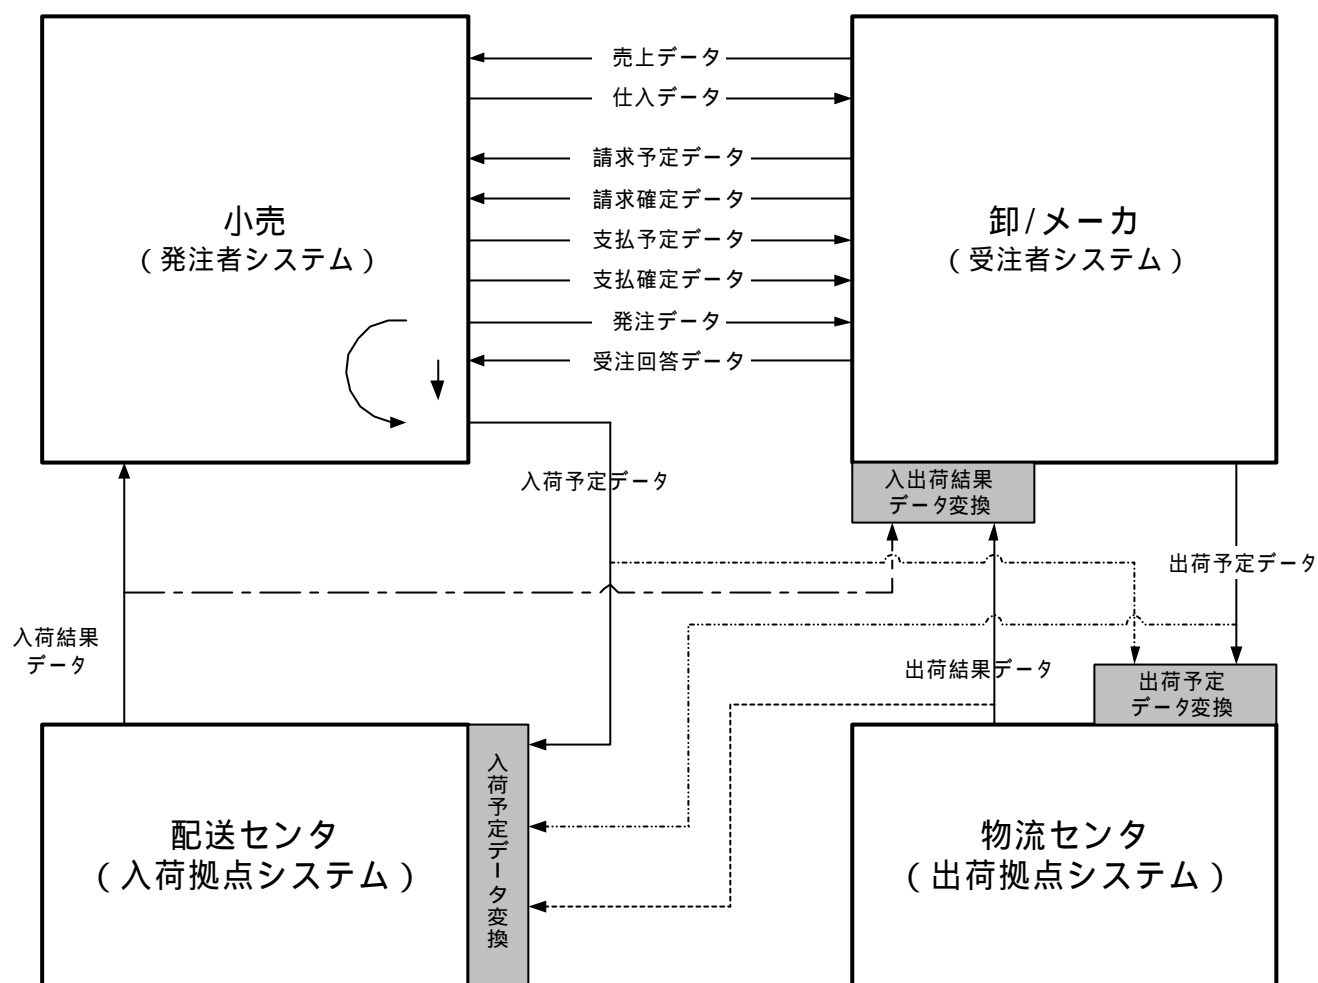 売上データ
仕入データ
請求予定データ
請求確定データ
支払予定データ
支払確定データ
発注データ
受注回答データ
小売
（発注者システム）
卸/メーカ
（受注者システム）
入荷予定データ
入出荷結果
データ変換
出荷予定データ
入荷結果
データ
出荷結果データ
出荷予定
データ変換
入荷予定データ変換
配送センタ
（入荷拠点システム）
物流センタ
（出荷拠点システム）